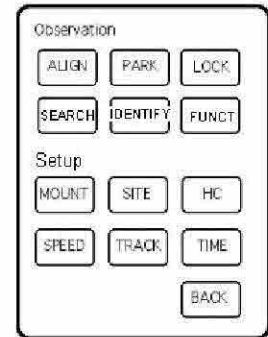 Observation
ALIGN PARK LOCK
SEARCH IDENTIFY FUNCT
Setup
MOUNT SITE HC
SPEED TRACK TIME
BACK